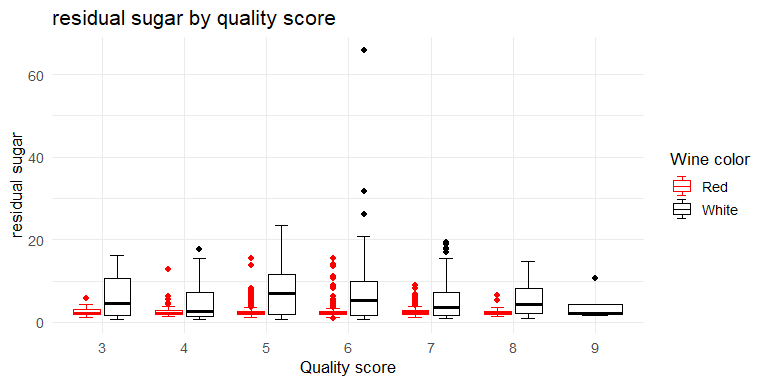 residual sugar by quality score
60
40
20
0
residual sugar
3 4 5 6 7 8 9
Quality score
Wine color
Red
White